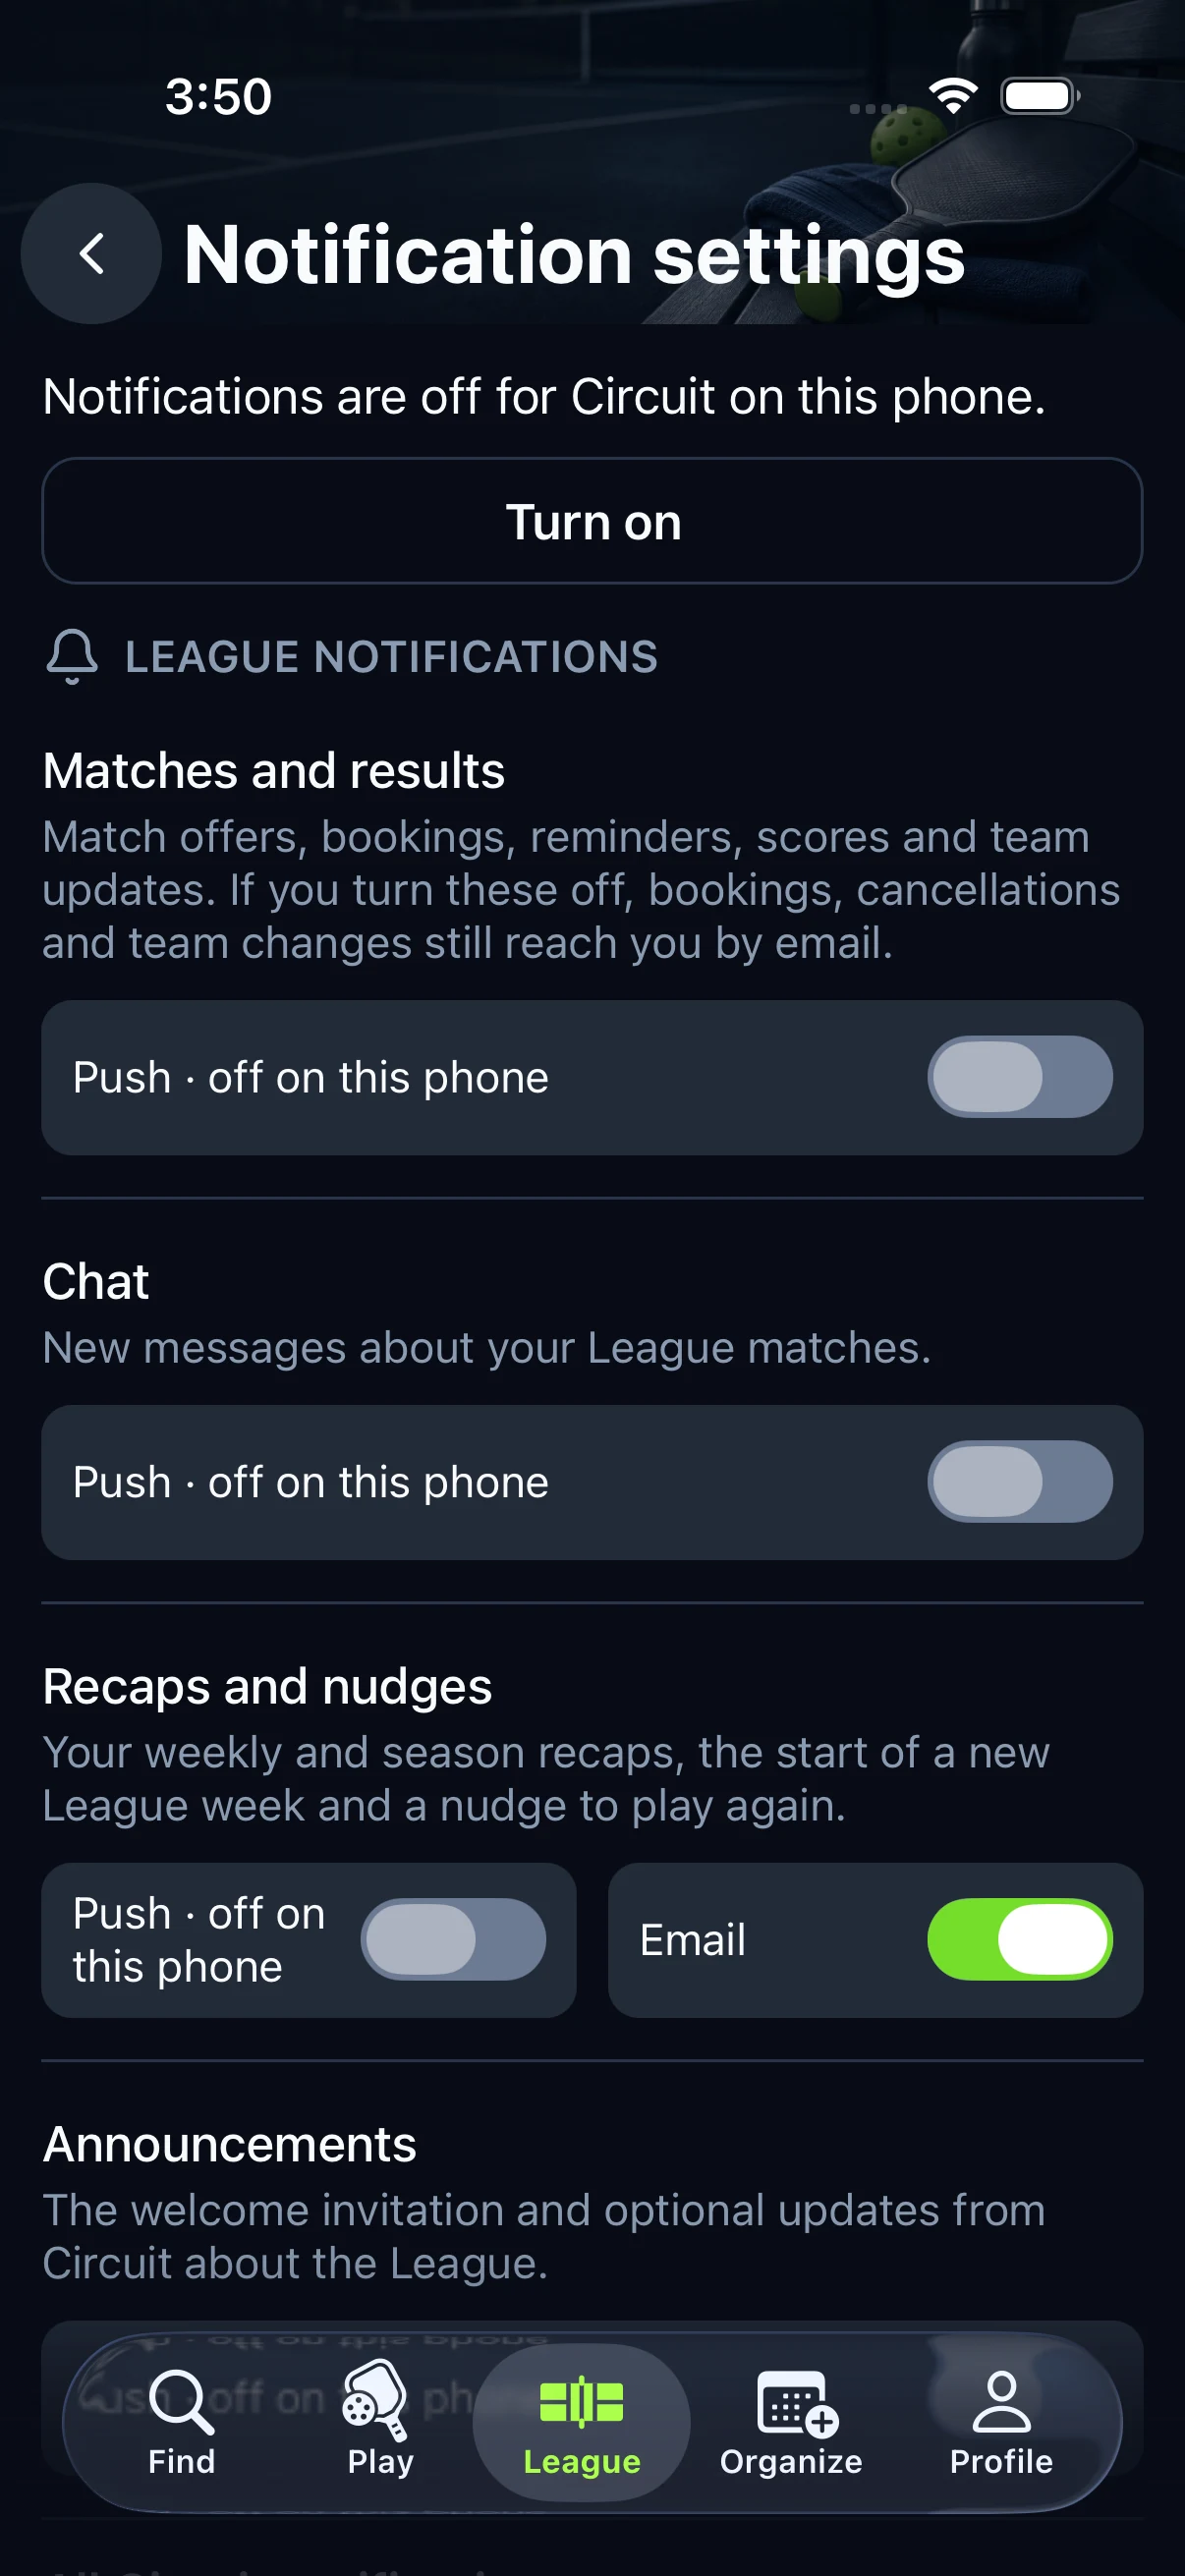 3:50
Notification settings
Notifications are off for Circuit on this phone.
Turn on
LEAGUE NOTIFICATIONS
Matches and results
Match offers, bookings, reminders, scores and team
updates. If you turn these off, bookings, cancellations
and team changes still reach you by email.
Push · off on this phone
Chat
New messages about your League matches.
Push · off on this phone
Recaps and nudges
Your weekly and season recaps, the start of a new
League week and a nudge to play again.
Push · off on
this phone
Email
Announcements
The welcome invitation and optional updates from
Circuit about the League.
Find
Play
League
Organize
Profile